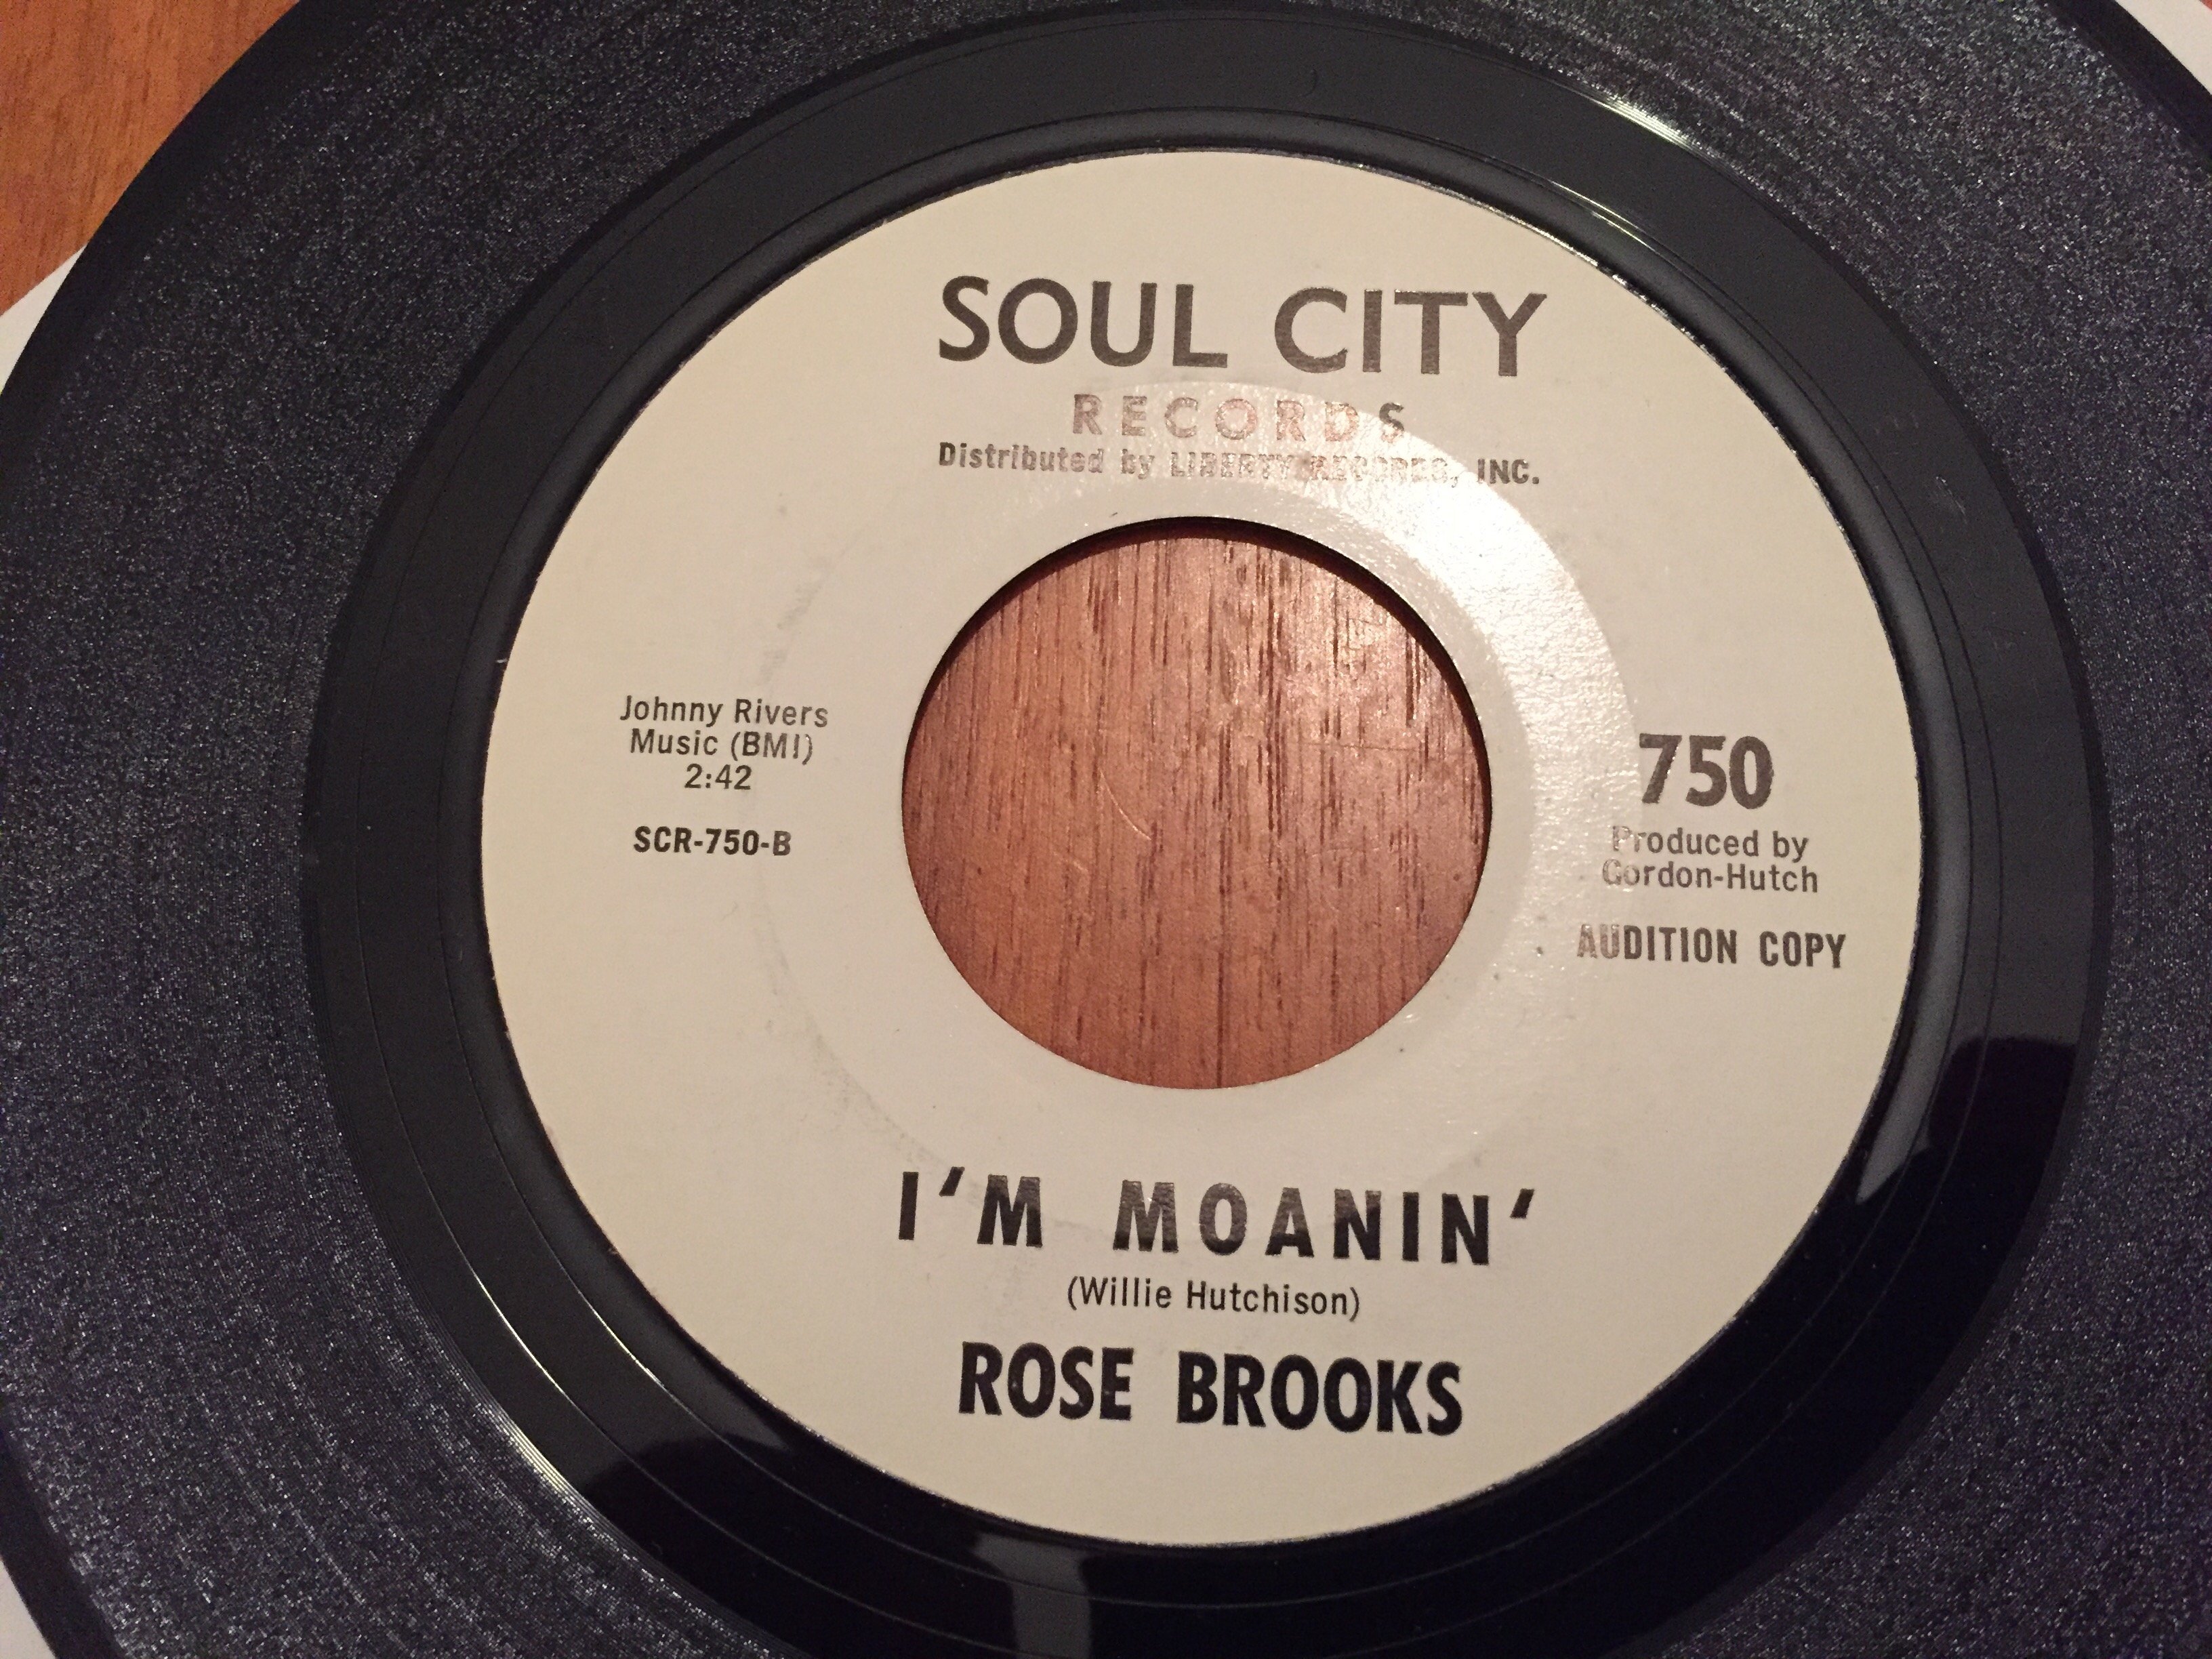 SOUL CITY
RECORDS
Distributed by LIBERTY RECORDS, INC.
Johnny Rivers
Music (BMI)
2:42
SCR-750-B
750
Produced by
Gordon-Hutch
AUDITION COPY
I'M MOANIN'
(Willie Hutchison)
ROSE BROOKS